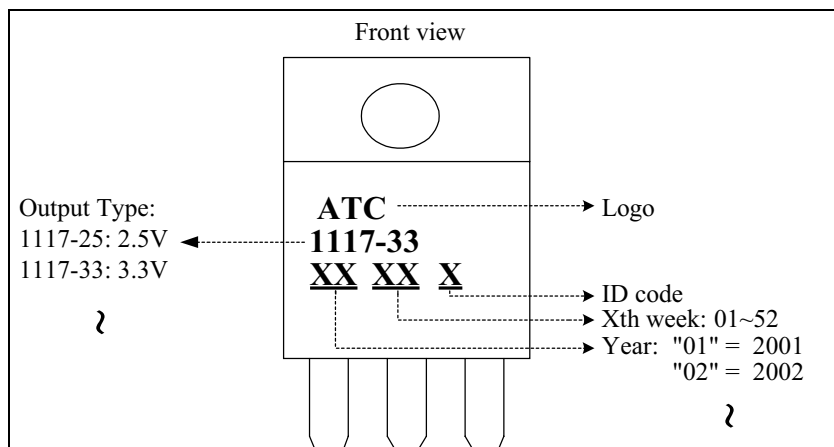 Front view
ATC
Logo
Output Type:
1117-25: 2.5V
1117-33: 3.3V
~
1117-33
XX XX X
ID code
Xth week: 01~52
Year: "01" = 2001
"02" = 2002
~